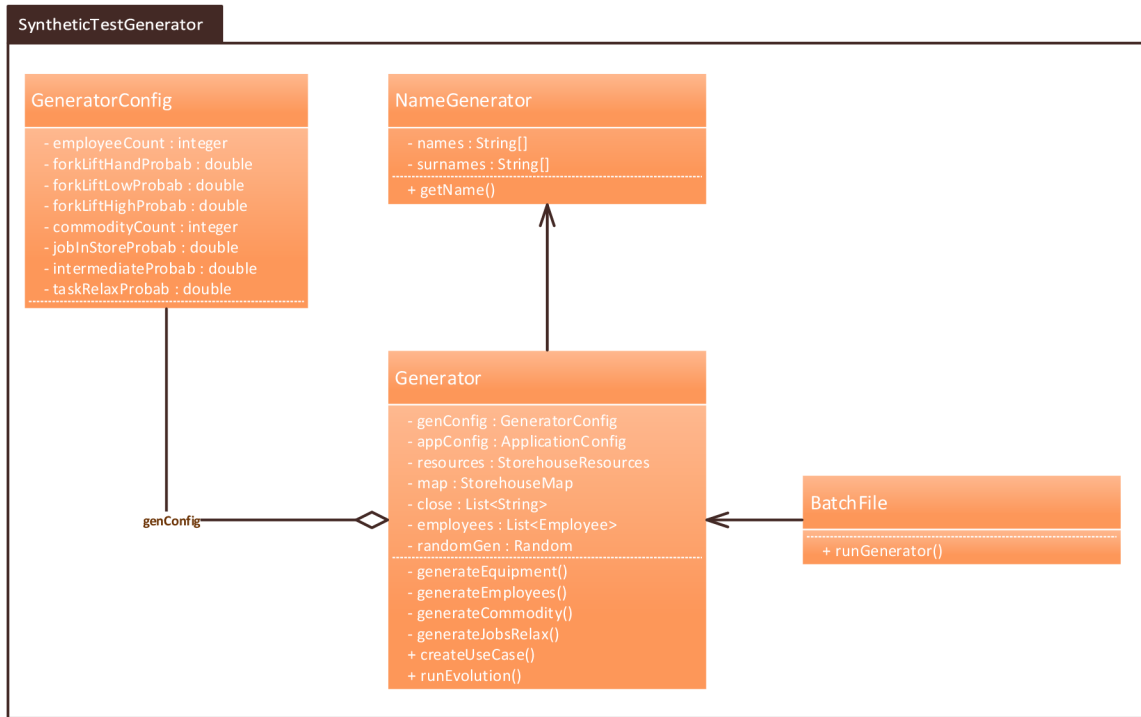 SyntheticTestGenerator
GeneratorConfig
- employeeCount : integer
- forkLiftHandProbab : double
- forkLiftLowProbab : double
- forkLiftHighProbab : double
- commodityCount : integer
- jobInStoreProbab : double
- intermediateProbab : double
- taskRelaxProbab : double
NameGenerator
- names : String[]
- surnames : String[]
+ getName()
genConfig
Generator
- genConfig : GeneratorConfig
- appConfig : ApplicationConfig
- resources : StorehouseResources
- map : StorehouseMap
- close : List<String>
- employees : List<Employee>
- randomGen : Random
- generateEquipment()
- generateEmployees()
- generateCommodity()
- generateJobsRelax()
+ createUseCase()
+ runEvolution()
BatchFile
+ runGenerator()